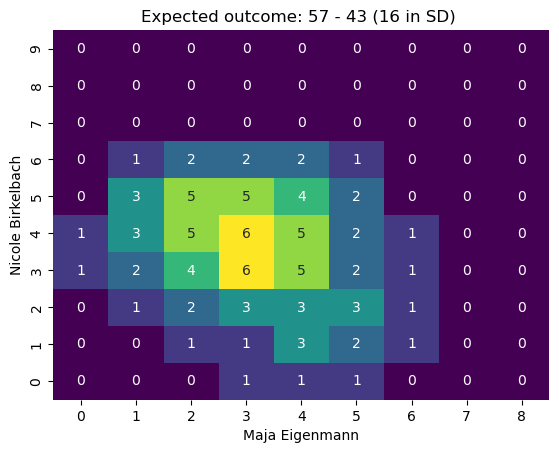 Expected outcome: 57 - 43 (16 in SD)
9 0 0 0 0 0 0 0 0 0
8 0 0 0 0 0 0 0 0 0
7 0 0 0 0 0 0 0 0 0
6 0 1 2 2 2 1 0 0 0
5 0 3 5 5 4 2 0 0 0
4 1 3 5 6 5 2 1 0 0
3 1 2 4 6 5 2 1 0 0
2 0 1 2 3 3 3 1 0 0
1 0 0 1 1 3 2 1 0 0
0 0 0 0 1 1 1 0 0 0
0 1 2 3 4 5 6 7 8
Nicole Birkelbach
Maja Eigenmann